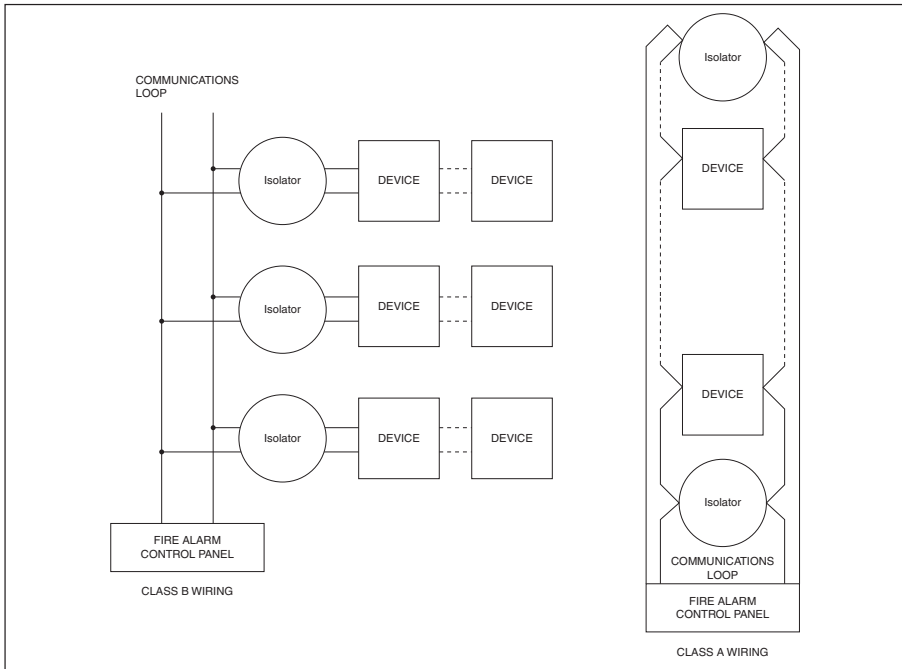 COMMUNICATIONS
LOOP
Isolator
DEVICE
DEVICE
Isolator
DEVICE
DEVICE
Isolator
DEVICE
DEVICE
FIRE ALARM
CONTROL PANEL
CLASS B WIRING
Isolator
DEVICE
DEVICE
Isolator
COMMUNICATIONS
LOOP
FIRE ALARM
CONTROL PANEL
CLASS A WIRING